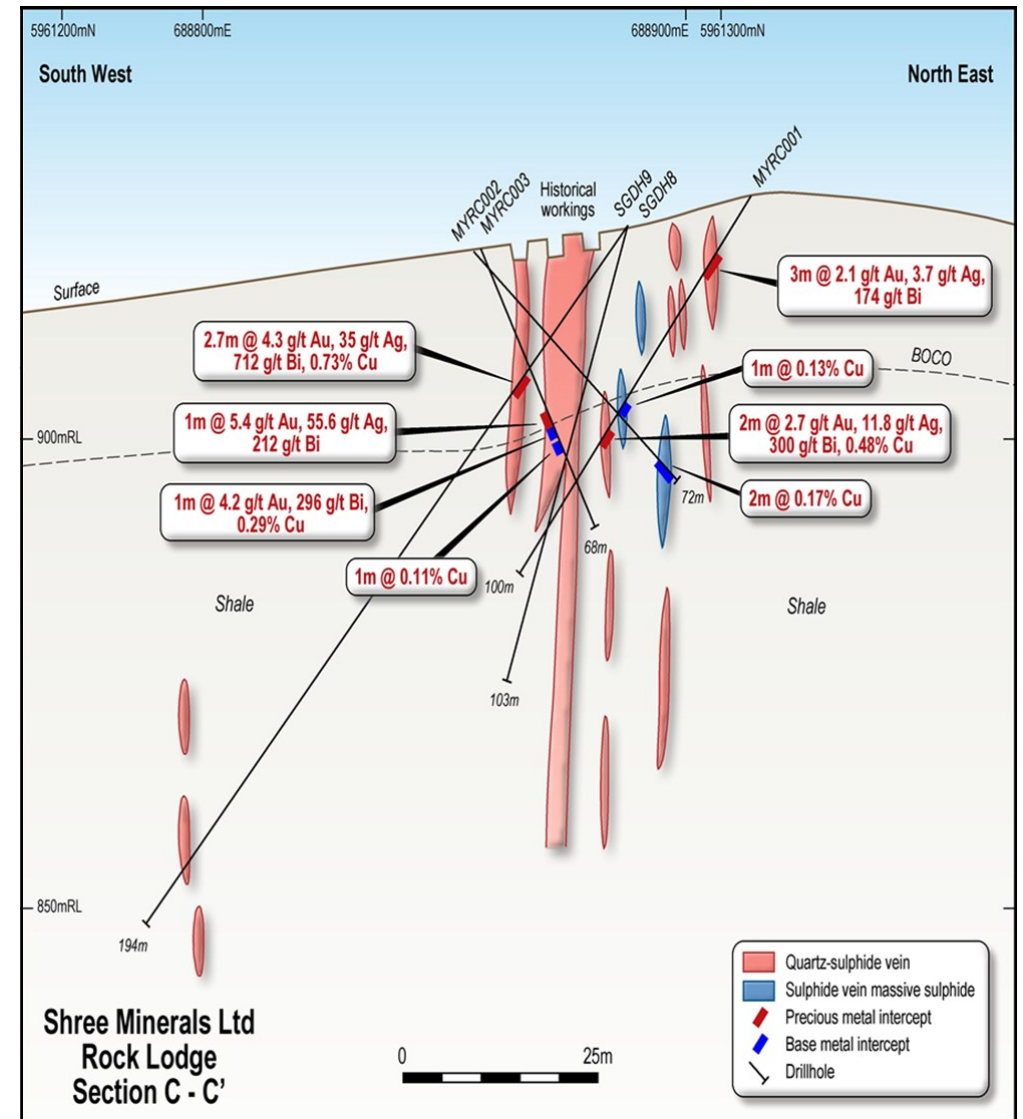 5961200mN
688800mE
688900mE
5961300mN
South West
North East
MYRC002
MYRC003
Historical
workings
SGDH9
SGDH8
MYRC001
Surface
3m @ 2.1 g/t Au, 3.7 g/t Ag,
174 g/t Bi
2.7m @ 4.3 g/t Au, 35 g/t Ag,
712 g/t Bi, 0.73% Cu
BOCO
1m @ 0.13% Cu
1m @ 5.4 g/t Au, 55.6 g/t Ag,
212 g/t Bi
2m @ 2.7 g/t Au, 11.8 g/t Ag,
300 g/t Bi, 0.48% Cu
900mRL
1m @ 4.2 g/t Au, 296 g/t Bi,
0.29% Cu
72m
2m @ 0.17% Cu
68m
1m @ 0.11% Cu
100m
Shale
Shale
103m
850mRL
194m
Shree Minerals Ltd
Rock Lodge
Section C - C’
0
25m
Quartz-sulphide vein
Sulphide vein massive sulphide
Precious metal intercept
Base metal intercept
Drillhole